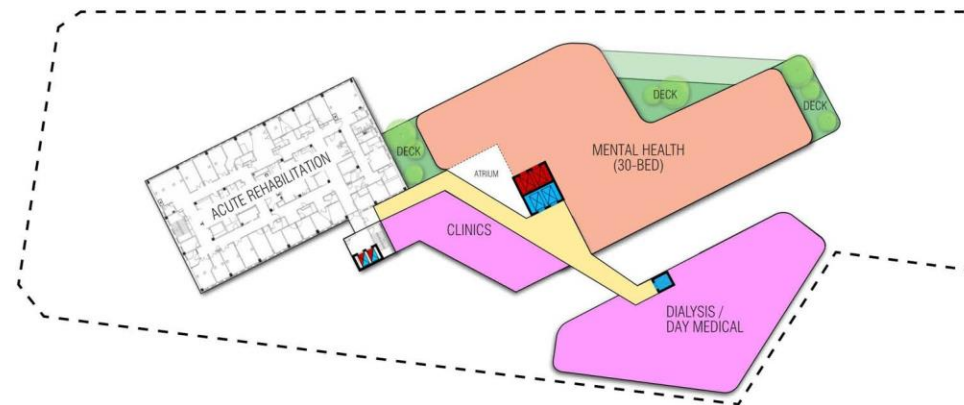 DECK
DECK
DECK
MENTAL HEALTH
(30-BED)
ATRIUM
ACUTE REHABILITATION
CLINICS
DIALYSIS /
DAY MEDICAL